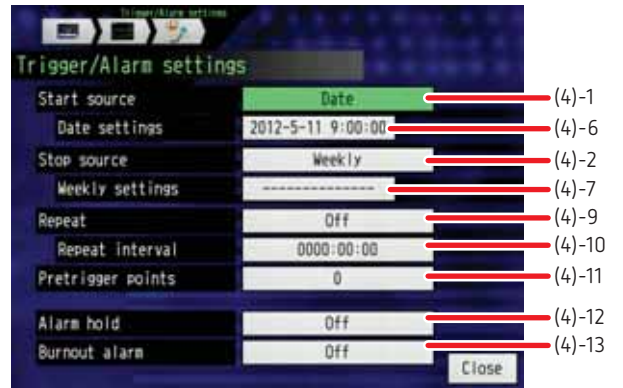 Trigger/Alarm settings
Trigger/Alarm settings
Start source Date (4)-1
Date settings 2012-5-11 9:00:00 (4)-6
Stop source Weekly (4)-2
Weekly settings -------------- (4)-7
Repeat Off (4)-9
Repeat interval 0000:00:00 (4)-10
Pretrigger points 0 (4)-11
Alarm hold Off (4)-12
Burnout alarm Off (4)-13
Close